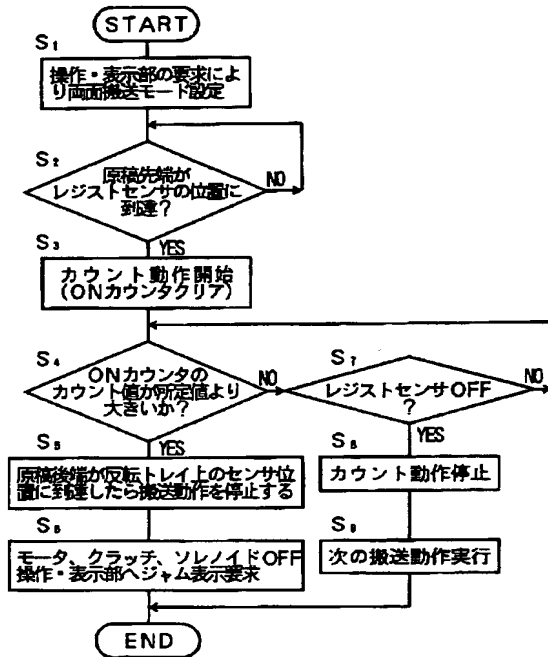 START
S₁
操作・表示部の要求によ
り両面搬送モード設定
S₂
原稿先端が
レジストセンサの位置に
到達?
NO
YES
S₃
カウント動作開始
(ONカウンタクリア)
S₄
ONカウンタの
カウント値が所定値より
大きいか?
NO
YES
S₇
レジストセンサOFF
?
NO
YES
S₅
原稿後端が反転トレイ上のセンサ位
置に到達したら搬送動作を停止する
S₈
カウント動作停止
S₆
モータ、クラッチ、ソレノイドOFF
操作・表示部へジャム表示要求
S₉
次の搬送動作実行
END